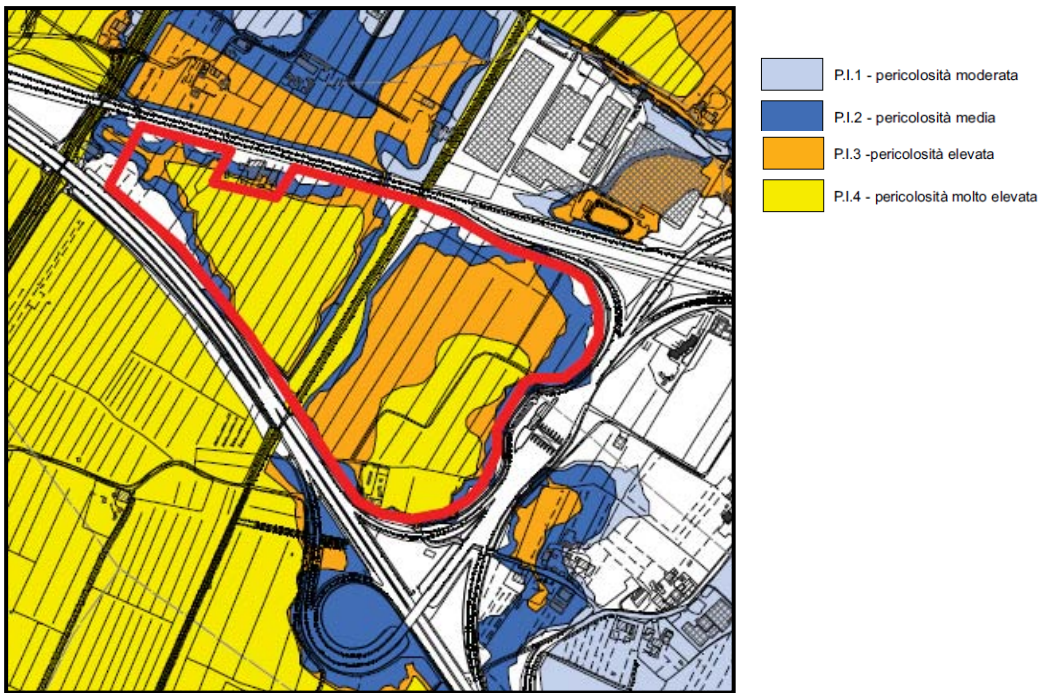 P.I.1 - pericolosità moderata
P.I.2 - pericolosità media
P.I.3 -pericolosità elevata
P.I.4 - pericolosità molto elevata